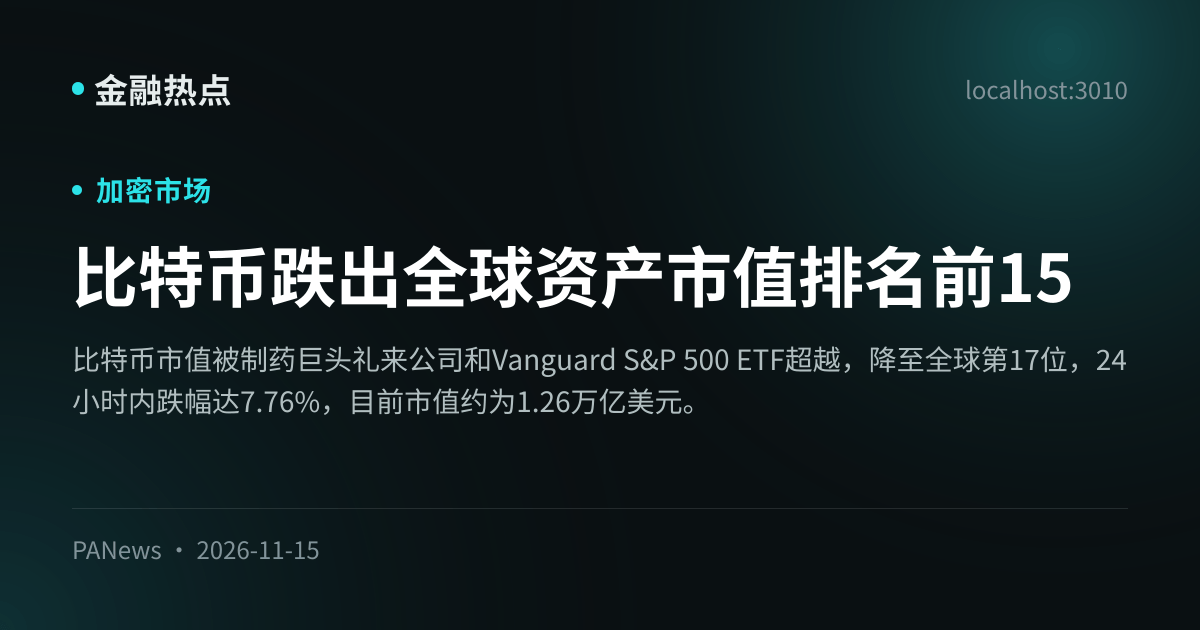 金融热点
localhost:3010
加密市场
比特币跌出全球资产市值排名前15
比特币市值被制药巨头礼来公司和Vanguard S&P 500 ETF超越，降至全球第17位，24
小时内跌幅达7.76%，目前市值约为1.26万亿美元。
PANews · 2026-11-15